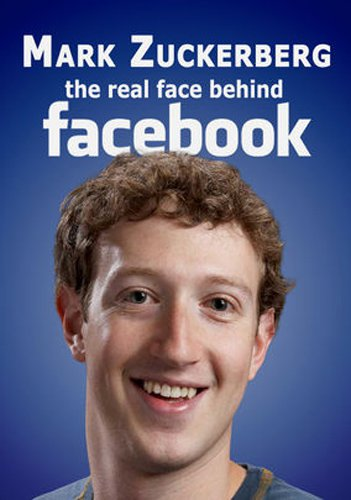 MARK ZUCKERBERG
the real face behind
facebook